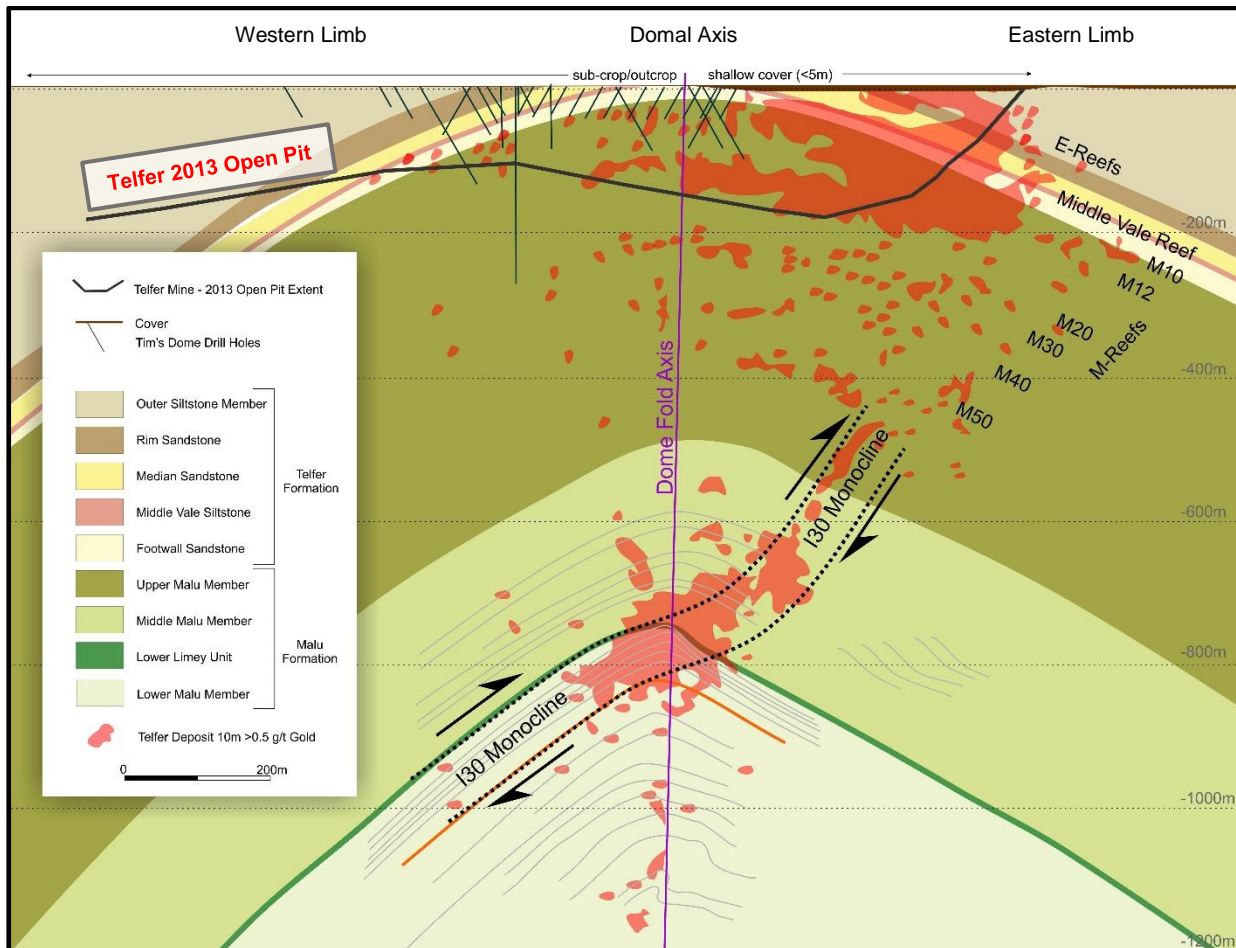 Western Limb
Domal Axis
Eastern Limb
sub-crop/outcrop
shallow cover (<5m)
Telfer 2013 Open Pit
E-Reefs
Middle Vale Reef
-200m
M10
M12
M20
M30
M-Reefs
M40
-400m
M50
Dome Fold Axis
I30 Monocline
-600m
-800m
I30 Monocline
-1000m
-1200m
Telfer Mine - 2013 Open Pit Extent
Cover
Tim's Dome Drill Holes
Outer Siltstone Member
Rim Sandstone
Median Sandstone
Telfer
Formation
Middle Vale Siltstone
Footwall Sandstone
Upper Malu Member
Middle Malu Member
Malu
Formation
Lower Limey Unit
Lower Malu Member
Telfer Deposit 10m >0.5 g/t Gold
0
200m